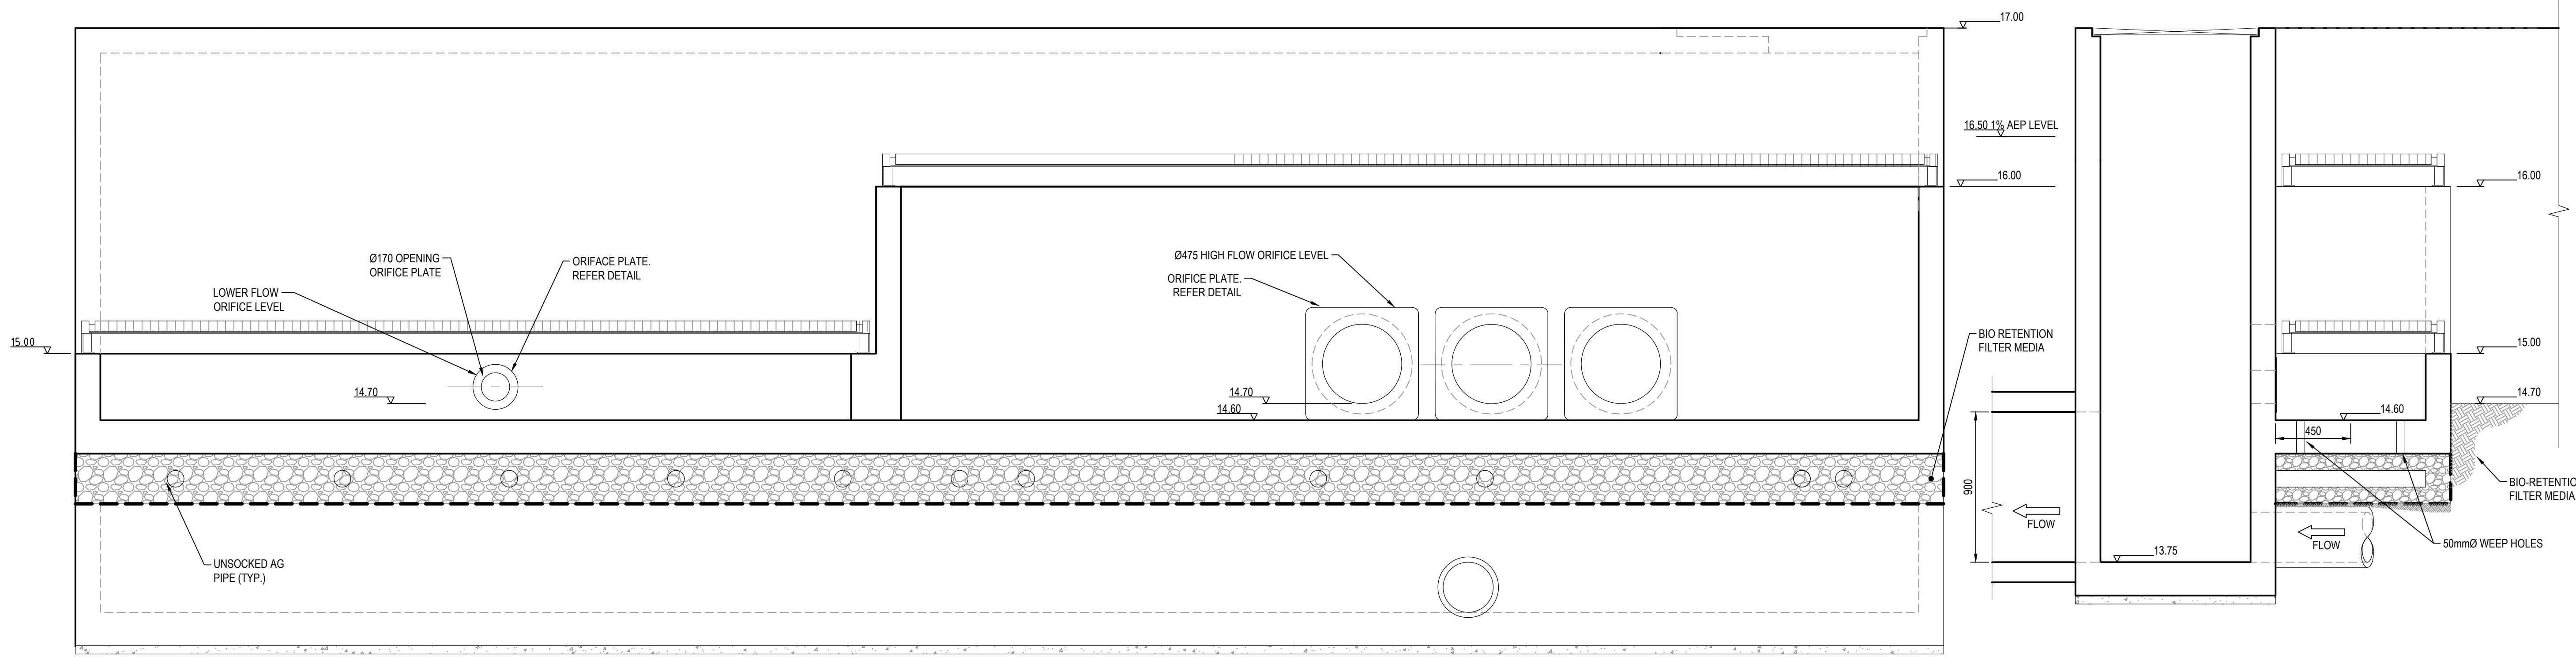 17.00
16.50 1% AEP LEVEL
16.00
16.00
Ø170 OPENING
ORIFICE PLATE
ORIFACE PLATE.
REFER DETAIL
LOWER FLOW
ORIFICE LEVEL
Ø475 HIGH FLOW ORIFICE LEVEL
ORIFICE PLATE.
REFER DETAIL
BIO RETENTION
FILTER MEDIA
15.00
15.00
14.70
14.70
14.70
14.60
14.60
450
900
BIO-RETENTIO
FILTER MEDIA
FLOW
FLOW
50mmØ WEEP HOLES
13.75
UNSOCKED AG
PIPE (TYP.)